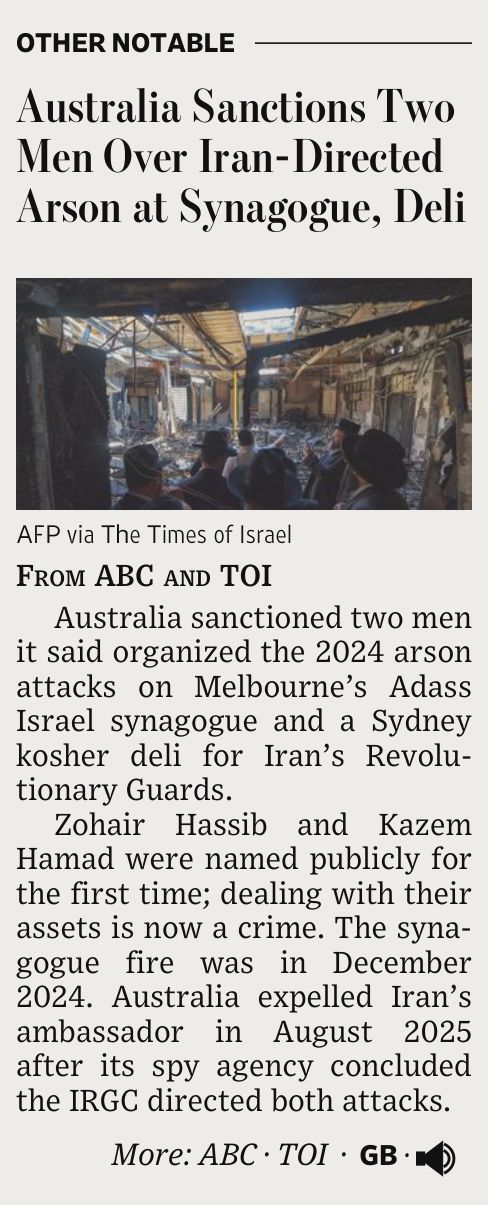 OTHER NOTABLE
Australia Sanctions Two
Men Over Iran-Directed
Arson at Synagogue, Deli
AFP via The Times of Israel
FROM ABC AND TOI
Australia sanctioned two men
it said organized the 2024 arson
attacks on Melbourne’s Adass
Israel synagogue and a Sydney
kosher deli for Iran’s Revolu-
tionary Guards.
Zohair Hassib and Kazem
Hamad were named publicly for
the first time; dealing with their
assets is now a crime. The syna-
gogue fire was in December
2024. Australia expelled Iran’s
ambassador in August 2025
after its spy agency concluded
the IRGC directed both attacks.
More: ABC · TOI · GB ·